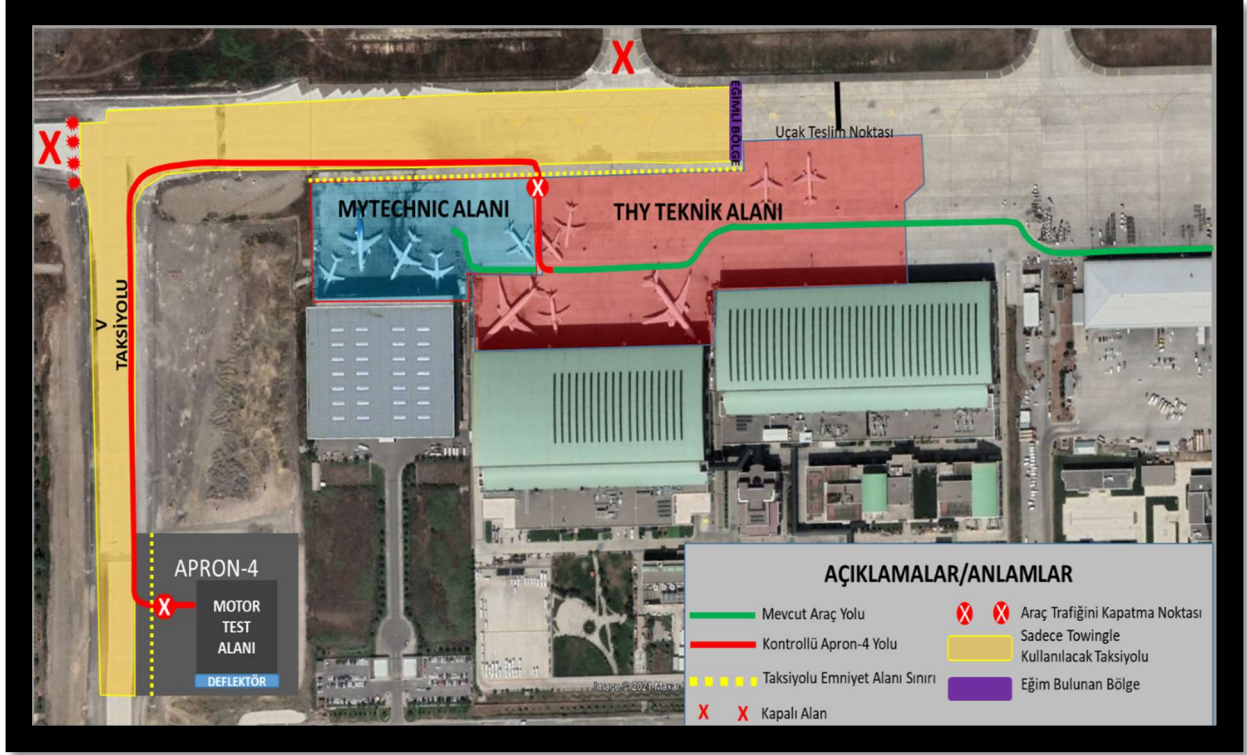 X
X
EĞİMLİ BÖLGE
Uçak Teslim Noktası
X
MYTECHNIC ALANI
THY TEKNİK ALANI
V
TAKSİYOLU
APRON-4
X
MOTOR
TEST
ALANI
DEFLEKTÖR
AÇIKLAMALAR/ANLAMLAR
Mevcut Araç Yolu
X X Araç Trafiğini Kapatma Noktası
Kontrollü Apron-4 Yolu
Sadece Towingle
Kullanılacak Taksiyolu
Taksiyolu Emniyet Alanı Sınırı
Eğim Bulunan Bölge
X X Kapalı Alan
Image © 2021 Maxar